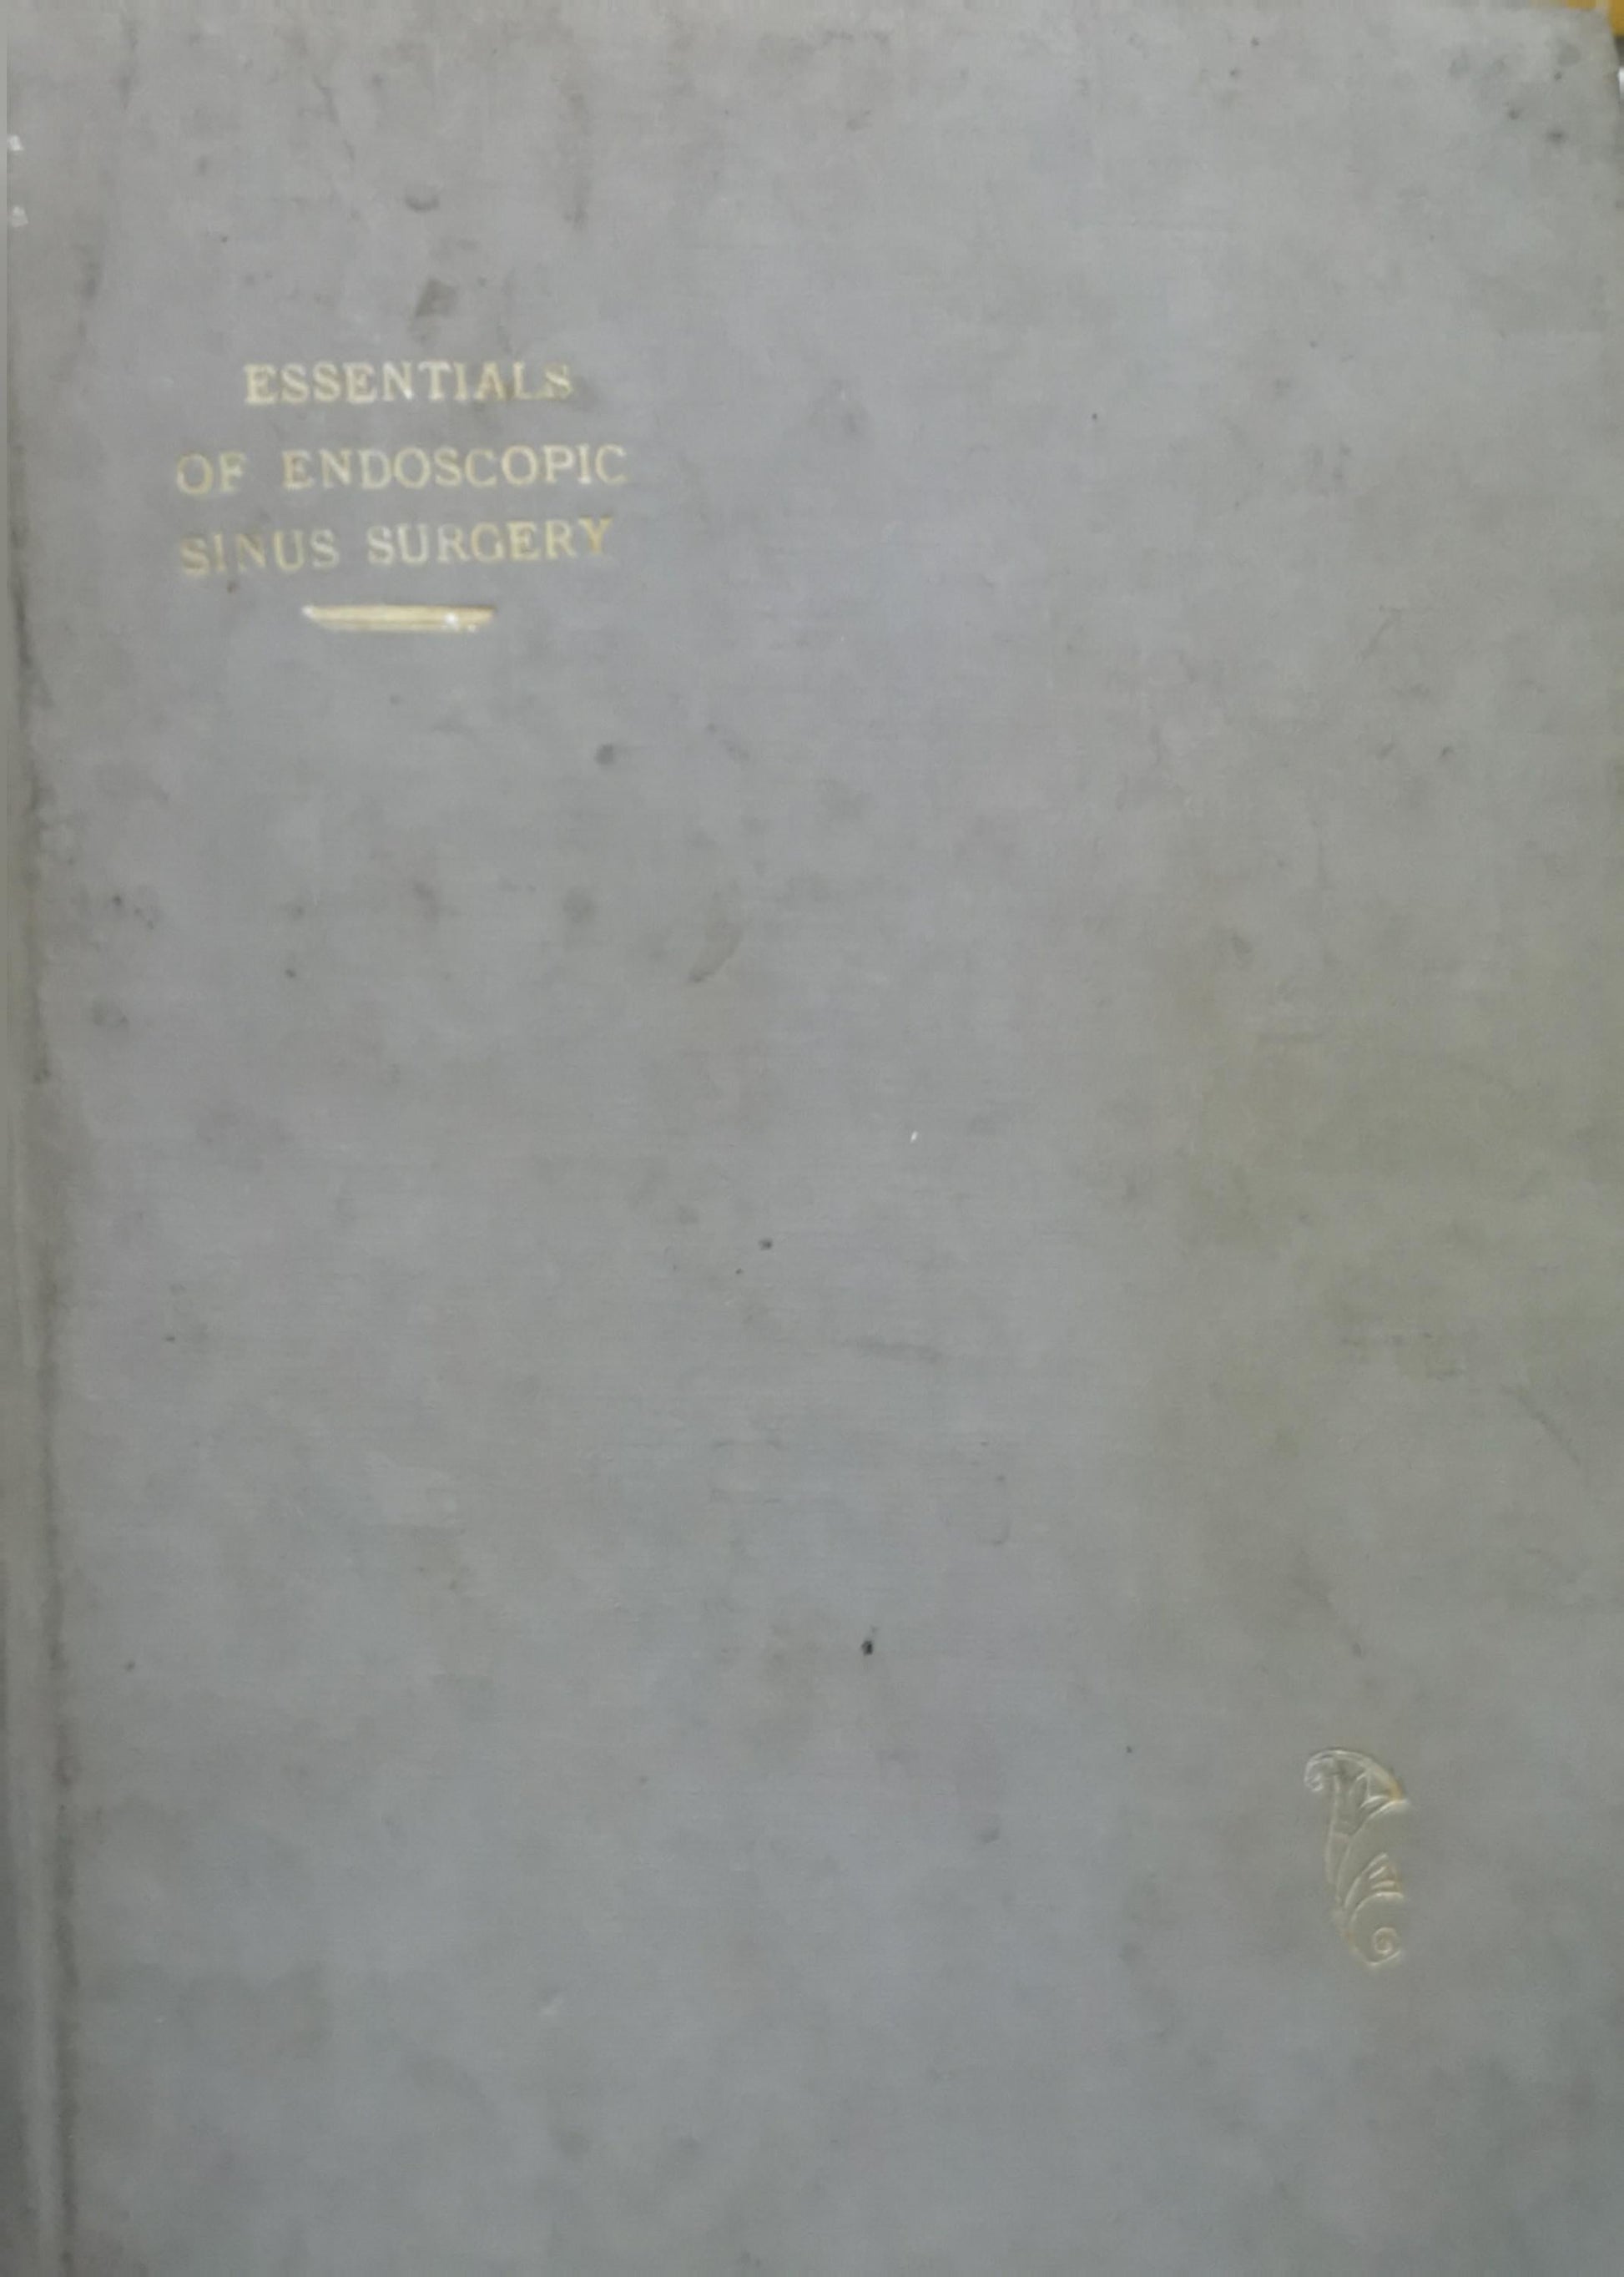 ESSENTIALS
OF ENDOSCOPIC
SINUS SURGERY